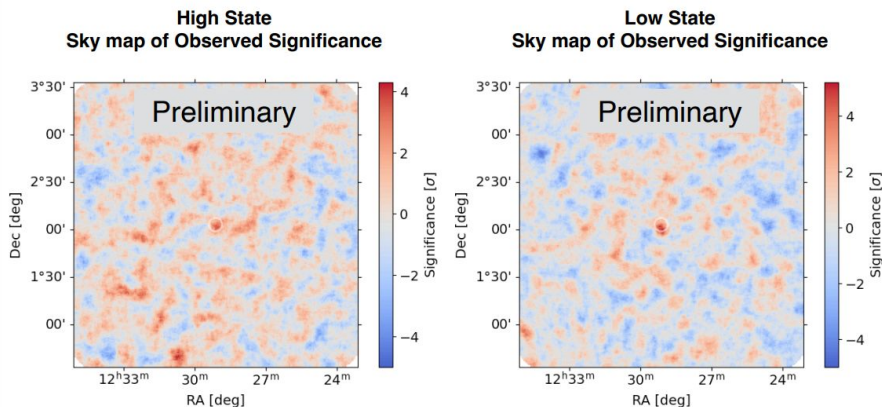 High State
Sky map of Observed Significance
Preliminary
3°30'
00'
2°30'
00'
1°30'
00'
Dec [deg]
12ʰ33ᵐ
30ᵐ
27ᵐ
24ᵐ
RA [deg]
4
2
0
−2
−4
Significance [σ]
Low State
Sky map of Observed Significance
Preliminary
3°30'
00'
2°30'
00'
1°30'
00'
Dec [deg]
12ʰ33ᵐ
30ᵐ
27ᵐ
24ᵐ
RA [deg]
4
2
0
−2
−4
Significance [σ]